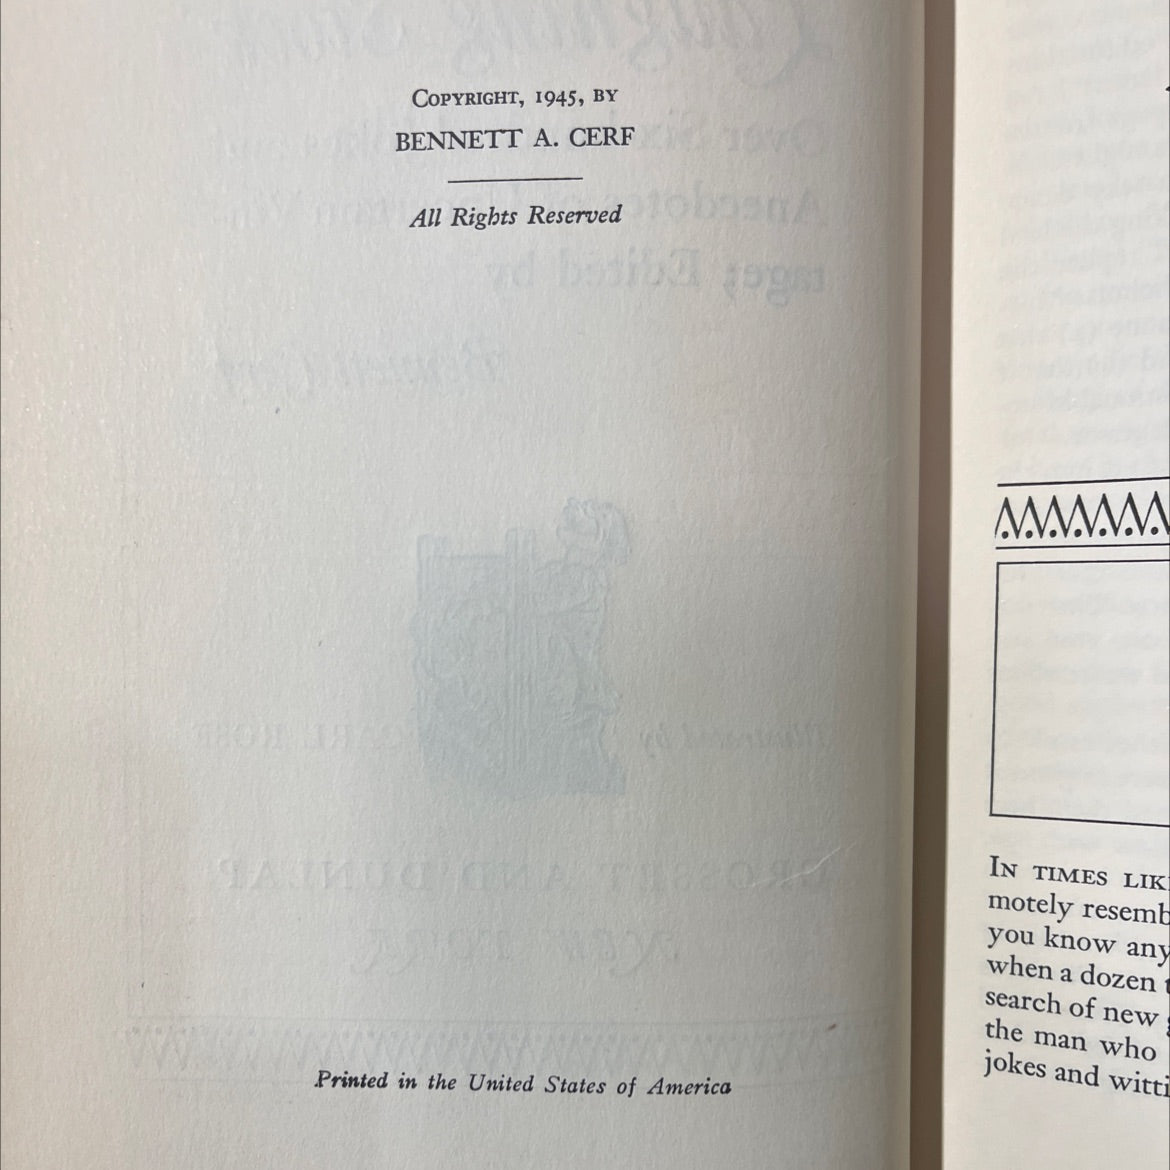 COPYRIGHT, 1945, BY
BENNETT A. CERF
All Rights Reserved
Printed in the United States of America
IN TIMES LIK
motely resemb
you know any
when a dozen t
search of new
the man who
jokes and witti